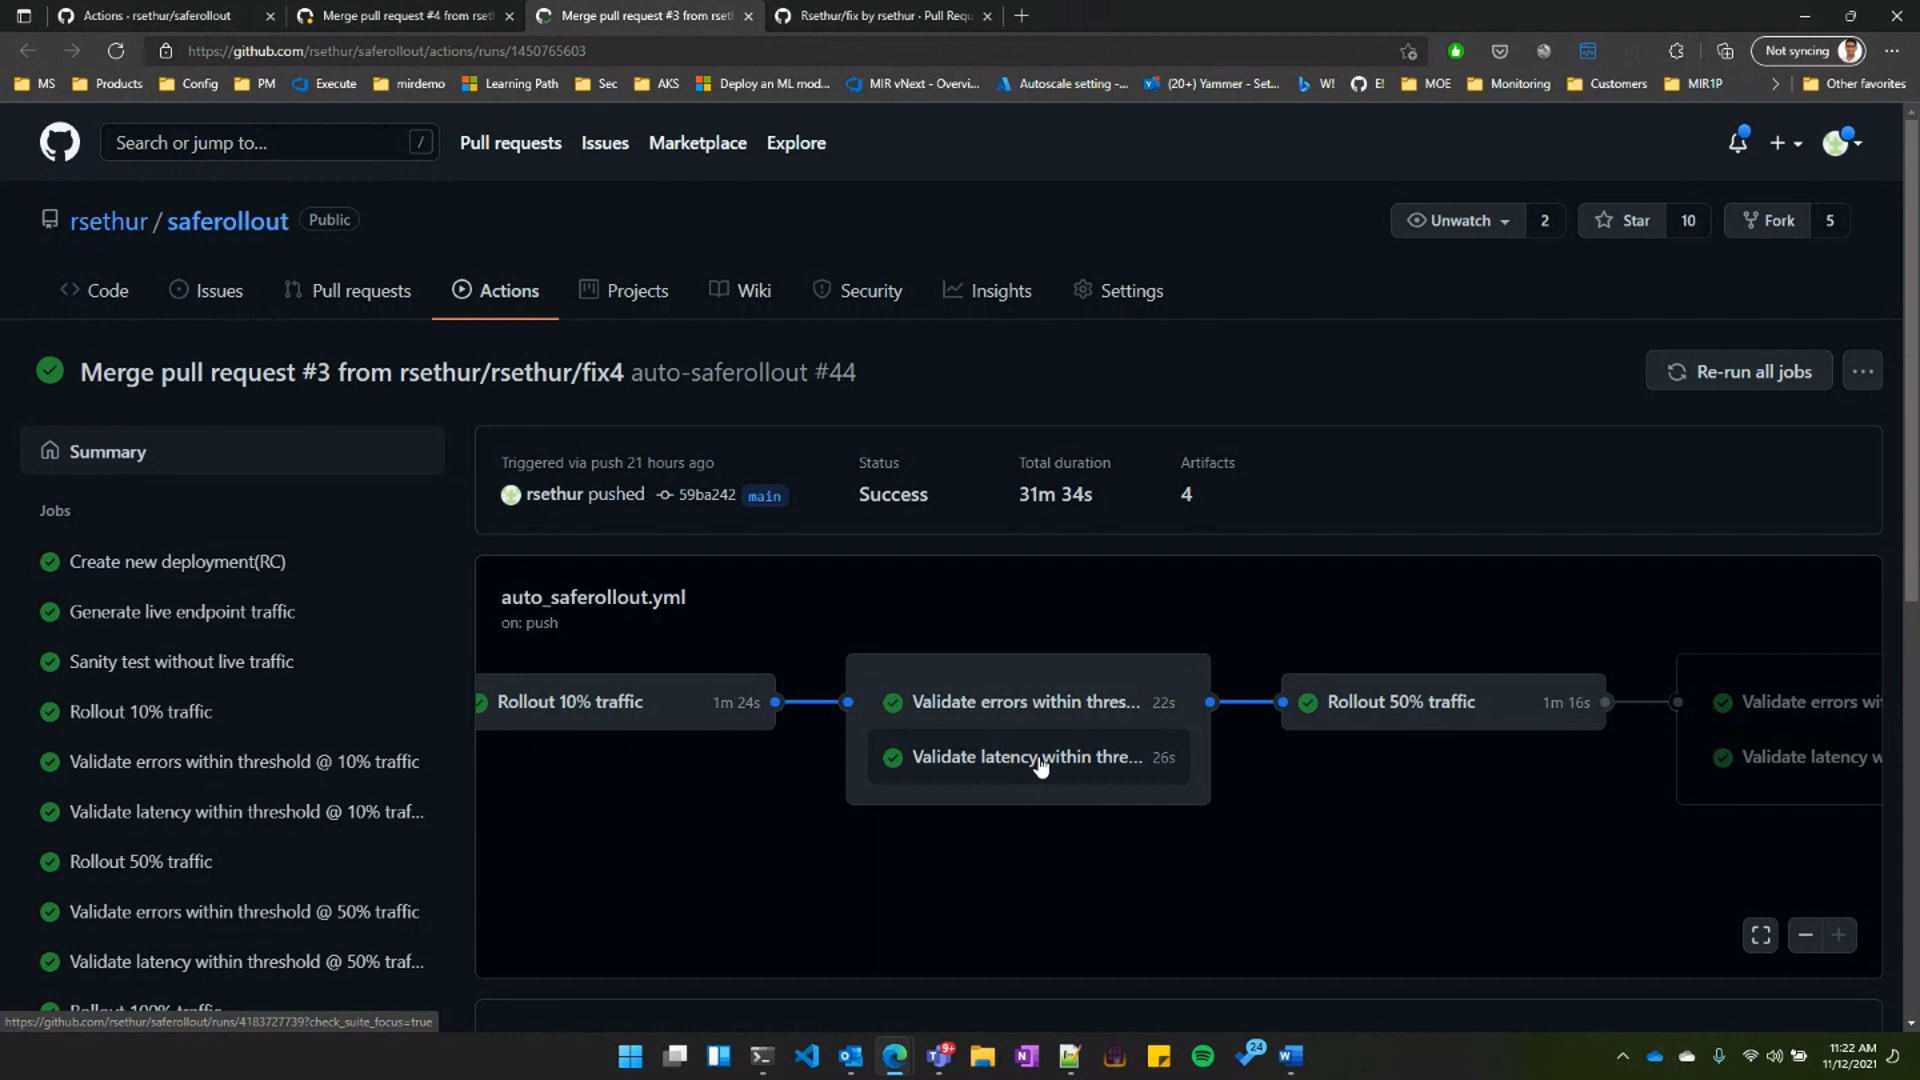 Actions · rsethur/saferollout
Merge pull request #4 from rset
Merge pull request #3 from rset
Rsethur/fix by rsethur · Pull Requ
https://github.com/rsethur/saferollout/actions/runs/1450765603
Not syncing
MS
Products
Config
PM
Execute
mirdemo
Learning Path
Sec
AKS
Deploy an ML mod...
MIR vNext - Overvi...
Autoscale setting -...
(20+) Yammer - Set...
W!
E!
MOE
Monitoring
Customers
MIR1P
Other favorites
Search or jump to...
/
Pull requests
Issues
Marketplace
Explore
rsethur / saferollout
Public
Unwatch
2
Star
10
Fork
5
Code
Issues
Pull requests
Actions
Projects
Wiki
Security
Insights
Settings
Merge pull request #3 from rsethur/rsethur/fix4 auto-saferollout #44
Re-run all jobs
Summary
Jobs
Create new deployment(RC)
Generate live endpoint traffic
Sanity test without live traffic
Rollout 10% traffic
Validate errors within threshold @ 10% traffic
Validate latency within threshold @ 10% traf...
Rollout 50% traffic
Validate errors within threshold @ 50% traffic
Validate latency within threshold @ 50% traf...
Rollout 100% traffic
Triggered via push 21 hours ago
rsethur pushed 59ba242 main
Status
Success
Total duration
31m 34s
Artifacts
4
auto_saferollout.yml
on: push
Rollout 10% traffic
1m 24s
Validate errors within thres...
22s
Validate latency within thre...
26s
Rollout 50% traffic
1m 16s
Validate errors wi
Validate latency w
https://github.com/rsethur/saferollout/runs/4183727739?check_suite_focus=true
9+
24
11:22 AM
11/12/2021